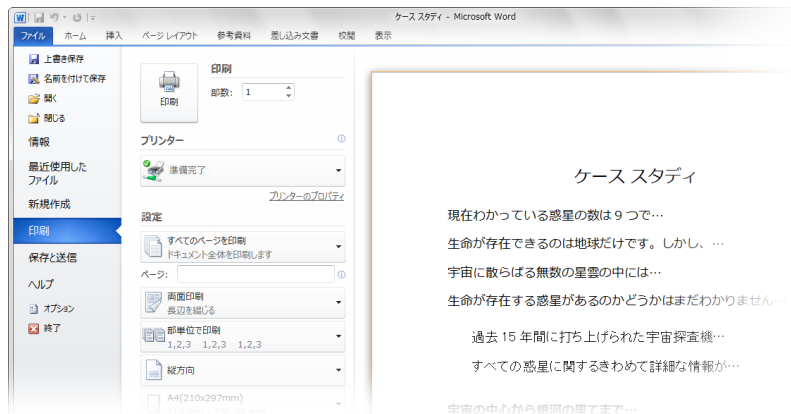 ケース スタディ - Microsoft Word
ファイル ホーム 挿入 ページ レイアウト 参考資料 差し込み文書 校閲 表示
上書き保存
名前を付けて保存
開く
閉じる
情報
最近使用した
ファイル
新規作成
印刷
保存と送信
ヘルプ
オプション
終了
印刷
印刷
部数: 1
プリンター
準備完了
プリンターのプロパティ
設定
すべてのページを印刷
ドキュメント全体を印刷します
ページ:
両面印刷
長辺を綴じる
部単位で印刷
1,2,3 1,2,3 1,2,3
縦方向
A4(210x297mm)
ケース スタディ
現在わかっている惑星の数は 9 つで…
生命が存在できるのは地球だけです。しかし、…
宇宙に散らばる無数の星雲の中には…
生命が存在する惑星があるのかどうかはまだわかりません…
過去 15 年間に打ち上げられた宇宙探査機…
すべての惑星に関するきわめて詳細な情報が…
宇宙の中心から銀河の果てまで…